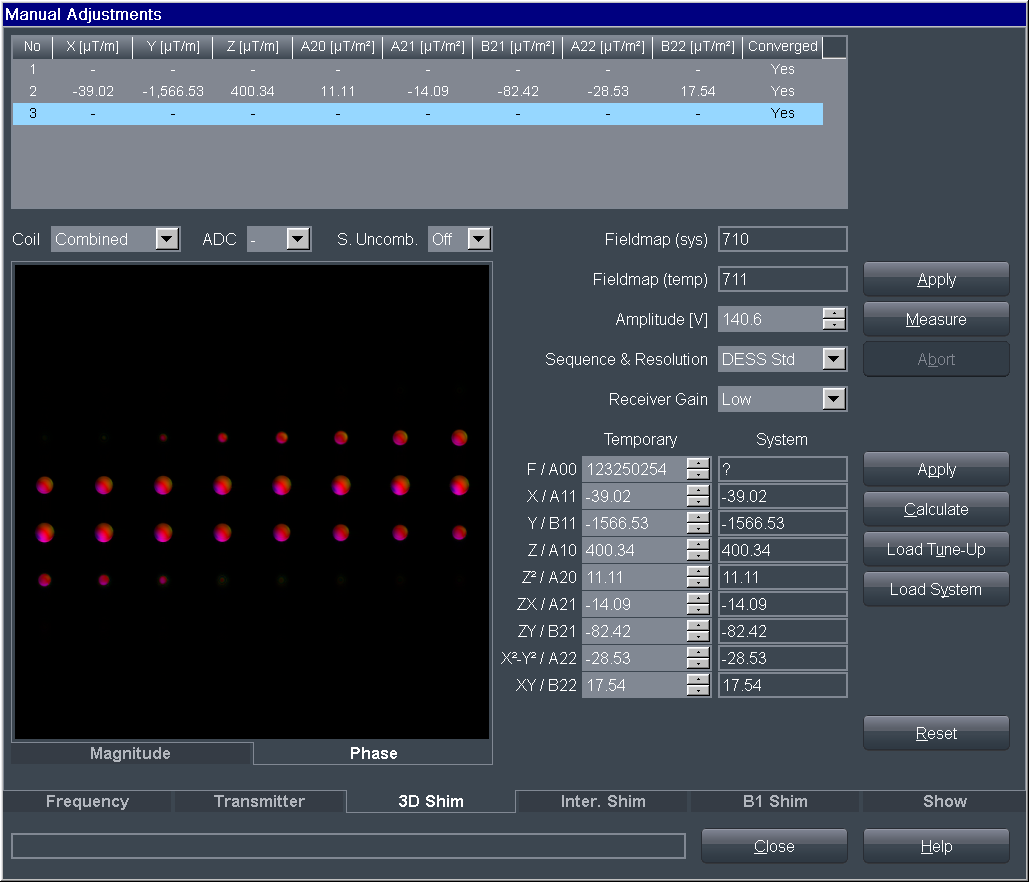 Manual Adjustments
No X [µT/m] Y [µT/m] Z [µT/m] A20 [µT/m²] A21 [µT/m²] B21 [µT/m²] A22 [µT/m²] B22 [µT/m²] Converged
1 - - - - - - - - Yes
2 -39.02 -1,566.53 400.34 11.11 -14.09 -82.42 -28.53 17.54 Yes
3 - - - - - - - - Yes
Coil Combined ADC - S. Uncomb. Off Fieldmap (sys) 710
Fieldmap (temp) 711 Apply
Amplitude [V] 140.6 Measure
Sequence & Resolution DESS Std Abort
Receiver Gain Low
Temporary System
F / A00 123250254 ? Apply
X / A11 -39.02 -39.02
Y / B11 -1566.53 -1566.53 Calculate
Z / A10 400.34 400.34 Load Tune-Up
Z² / A20 11.11 11.11 Load System
ZX / A21 -14.09 -14.09
ZY / B21 -82.42 -82.42
X²-Y² / A22 -28.53 -28.53
XY / B22 17.54 17.54
Reset
Magnitude Phase
Frequency Transmitter 3D Shim Inter. Shim B1 Shim Show
Close Help